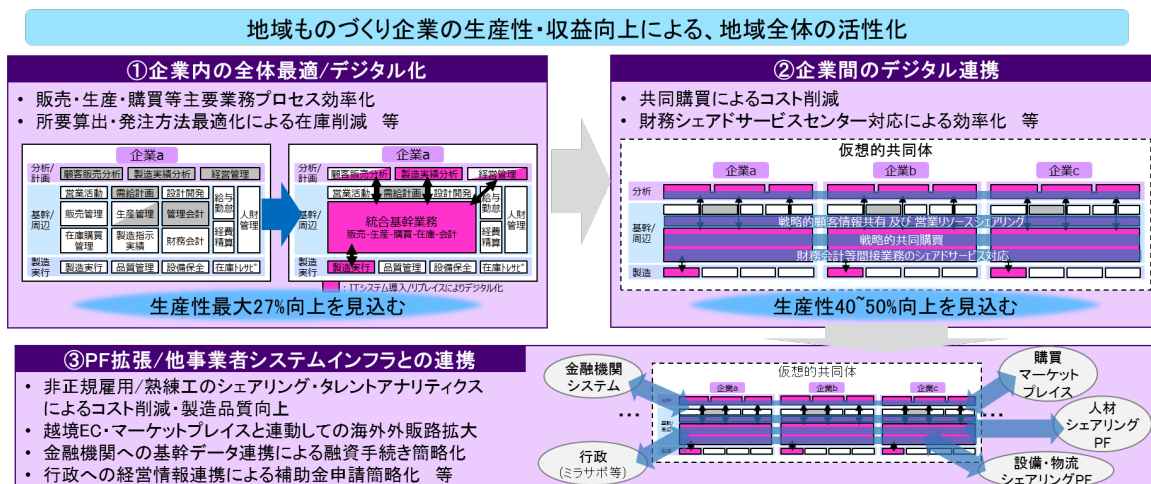 地域ものづくり企業の生産性・収益向上による、地域全体の活性化
①企業内の全体最適/デジタル化
• 販売・生産・購買等主要業務プロセス効率化
• 所要算出・発注方法最適化による在庫削減　等
企業a
分析/計画
顧客販売分析 製造実績分析 経営管理
基幹/周辺
営業活動 需給計画 設計開発
販売管理 生産管理 管理会計
在庫購買管理 製造指示実績 財務会計
給与勤怠
経費精算
人財管理
製造実行
製造実行 品質管理 設備保全 在庫トレサビ
企業a
分析/計画
顧客販売分析 製造実績分析 経営管理
基幹/周辺
営業活動 需給計画 設計開発
統合基幹業務
販売-生産-購買-在庫-会計
給与勤怠
経費精算
人財管理
製造実行
製造実行 品質管理 設備保全 在庫トレサビ
：ITシステム導入/リプレイスによりデジタル化
生産性最大27%向上を見込む
②企業間のデジタル連携
• 共同購買によるコスト削減
• 財務シェアドサービスセンター対応による効率化　等
仮想的共同体
企業a 企業b 企業c
分析
基幹/周辺
戦略的顧客情報共有 及び 営業リソースシェアリング
戦略的共同購買
財務会計等間接業務のシェアドサービス対応
製造
生産性40~50%向上を見込む
③PF拡張/他事業者システムインフラとの連携
• 非正規雇用/熟練工のシェアリング・タレントアナリティクス
によるコスト削減・製造品質向上
• 越境EC・マーケットプレイスと連動しての海外外販路拡大
• 金融機関への基幹データ連携による融資手続き簡略化
• 行政への経営情報連携による補助金申請簡略化　等
金融機関
システム
…
行政
(ミラサポ等)
仮想的共同体
企業a 企業b 企業c
分析
基幹/周辺
製造
購買
マーケット
プレイス
…
人材
シェアリング
PF
設備・物流
シェアリングPF